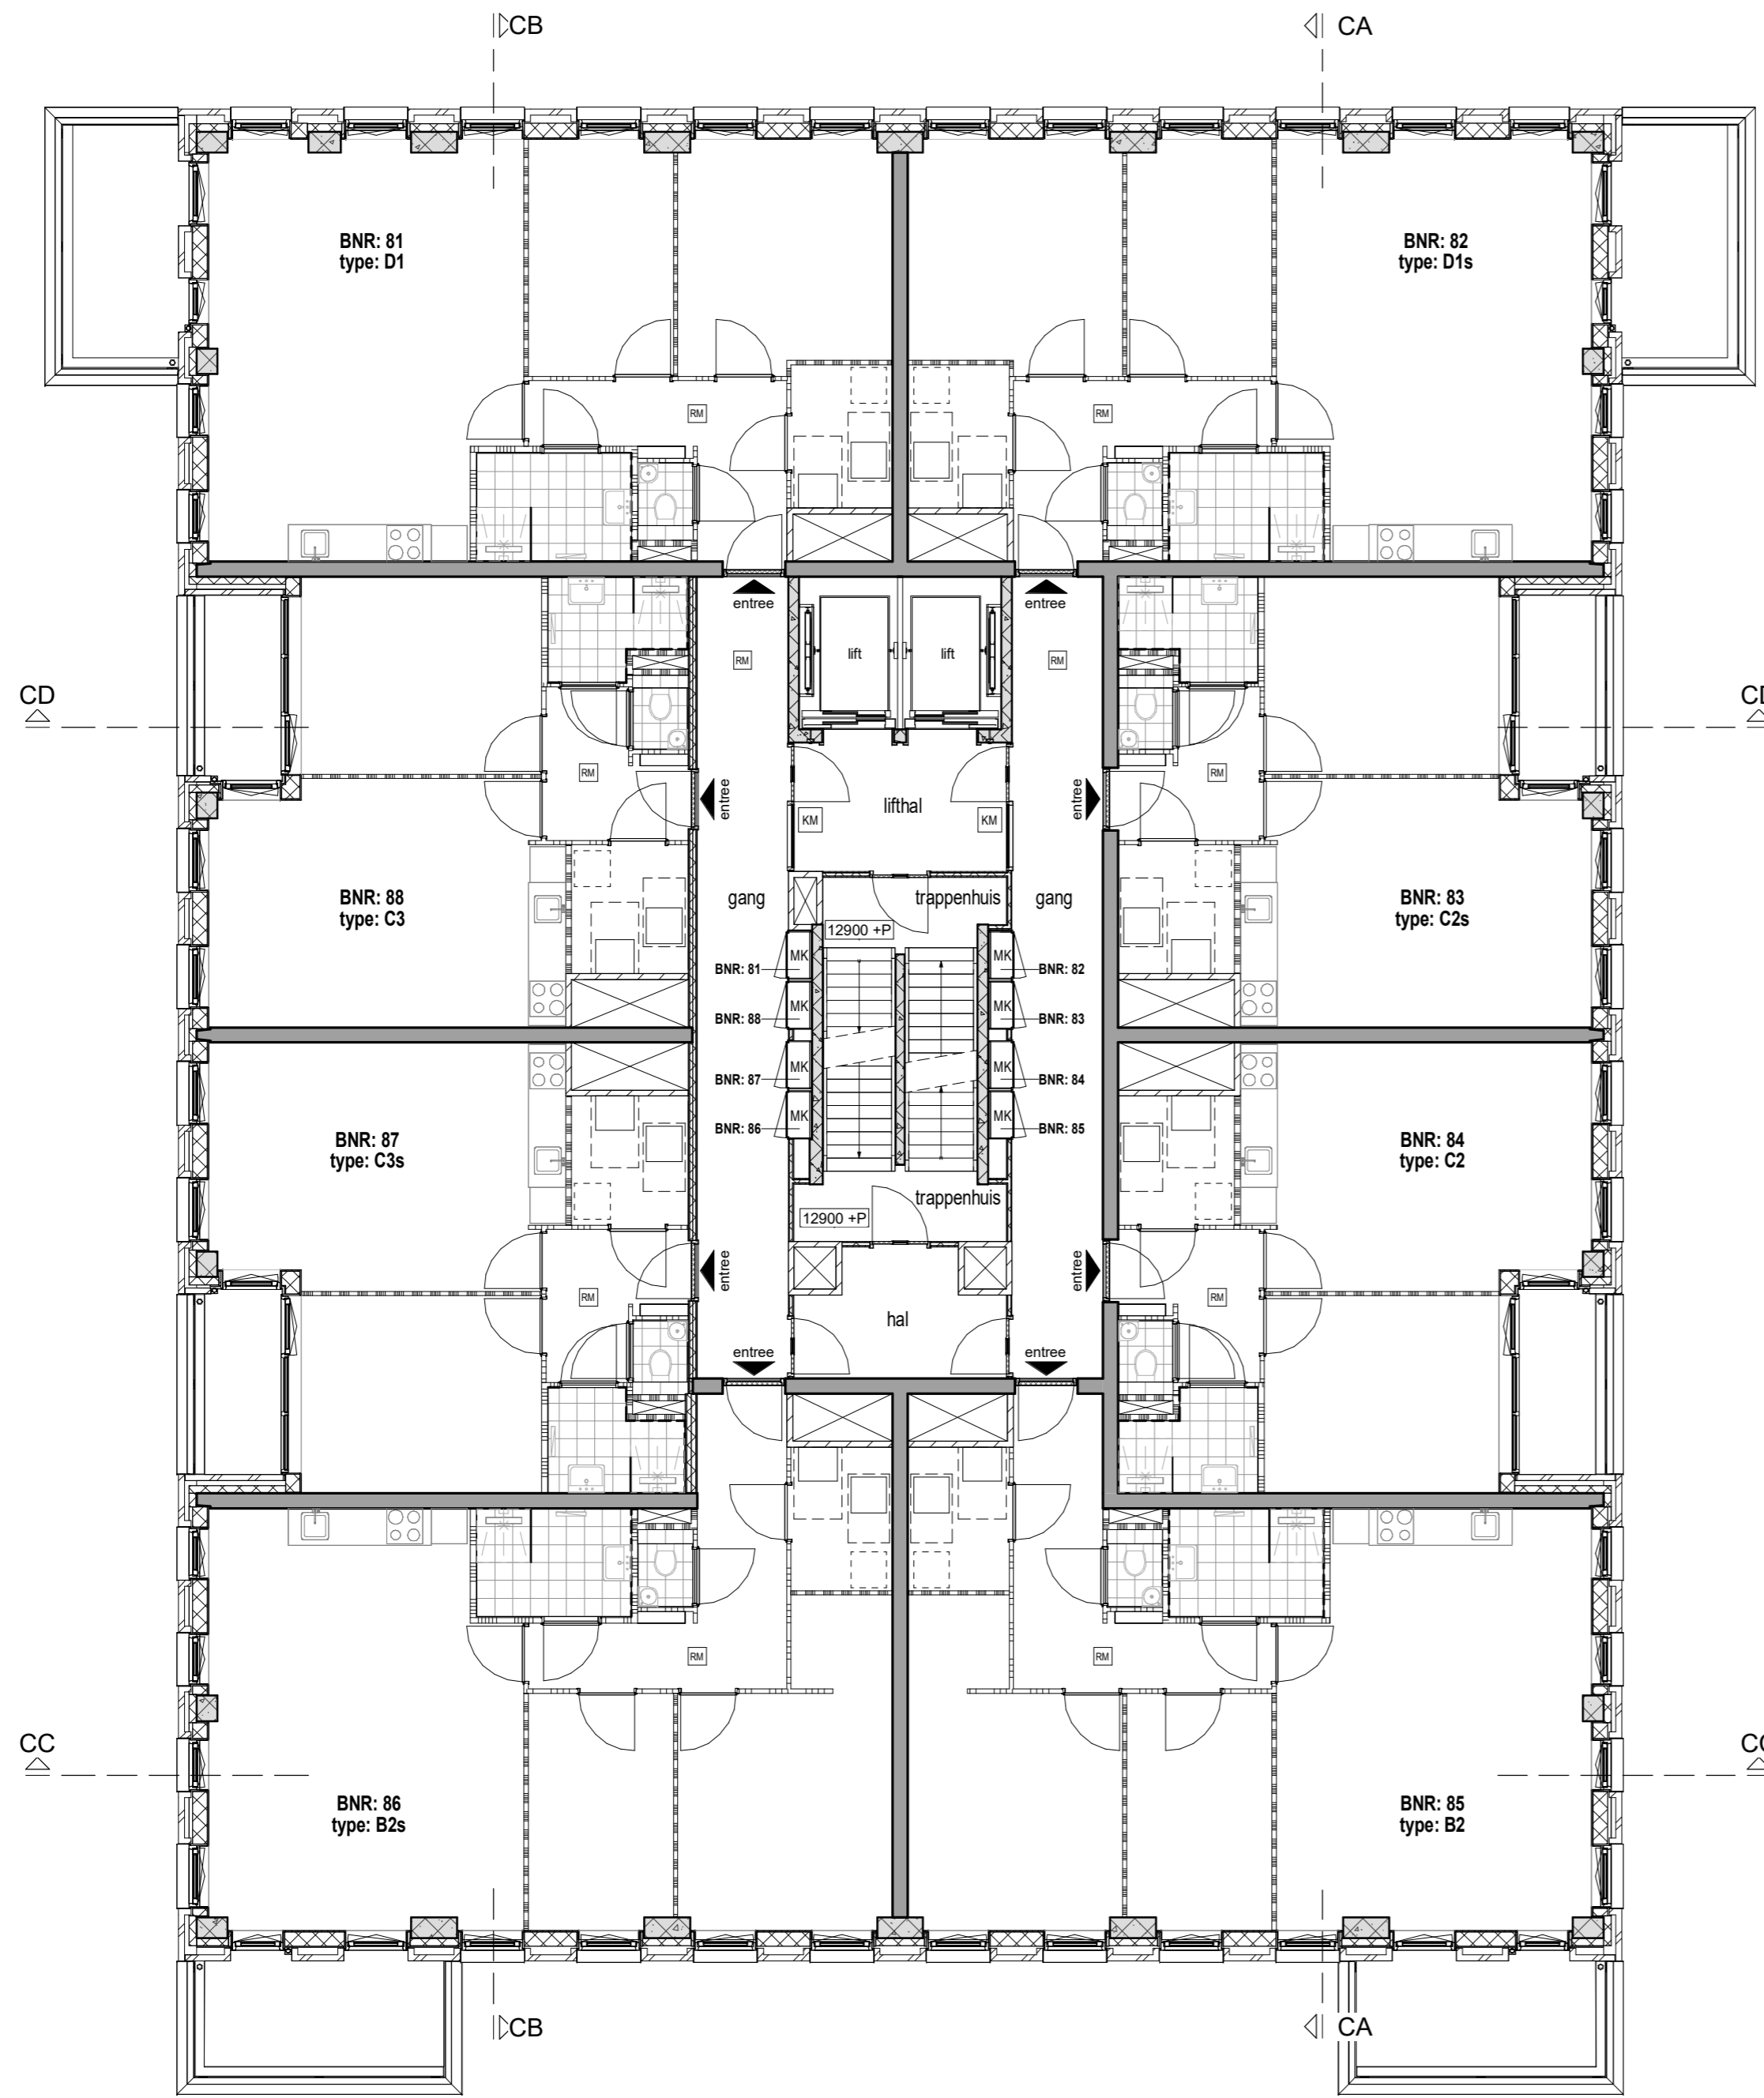 CB
CA
BNR: 81
type: D1
BNR: 82
type: D1s
RM
RM
entree
entree
RM
lift
lift
RM
CD
CD
RM
RM
entree
entree
KM
lifthal
KM
BNR: 88
type: C3
gang
trappenhuis
gang
BNR: 83
type: C2s
12900 +P
MK
MK
BNR: 81
BNR: 82
MK
MK
BNR: 88
BNR: 83
MK
MK
BNR: 87
BNR: 84
MK
MK
BNR: 86
BNR: 85
BNR: 87
type: C3s
BNR: 84
type: C2
trappenhuis
12900 +P
entree
entree
RM
RM
hal
entree
entree
RM
RM
CC
CC
BNR: 86
type: B2s
BNR: 85
type: B2
CB
CA